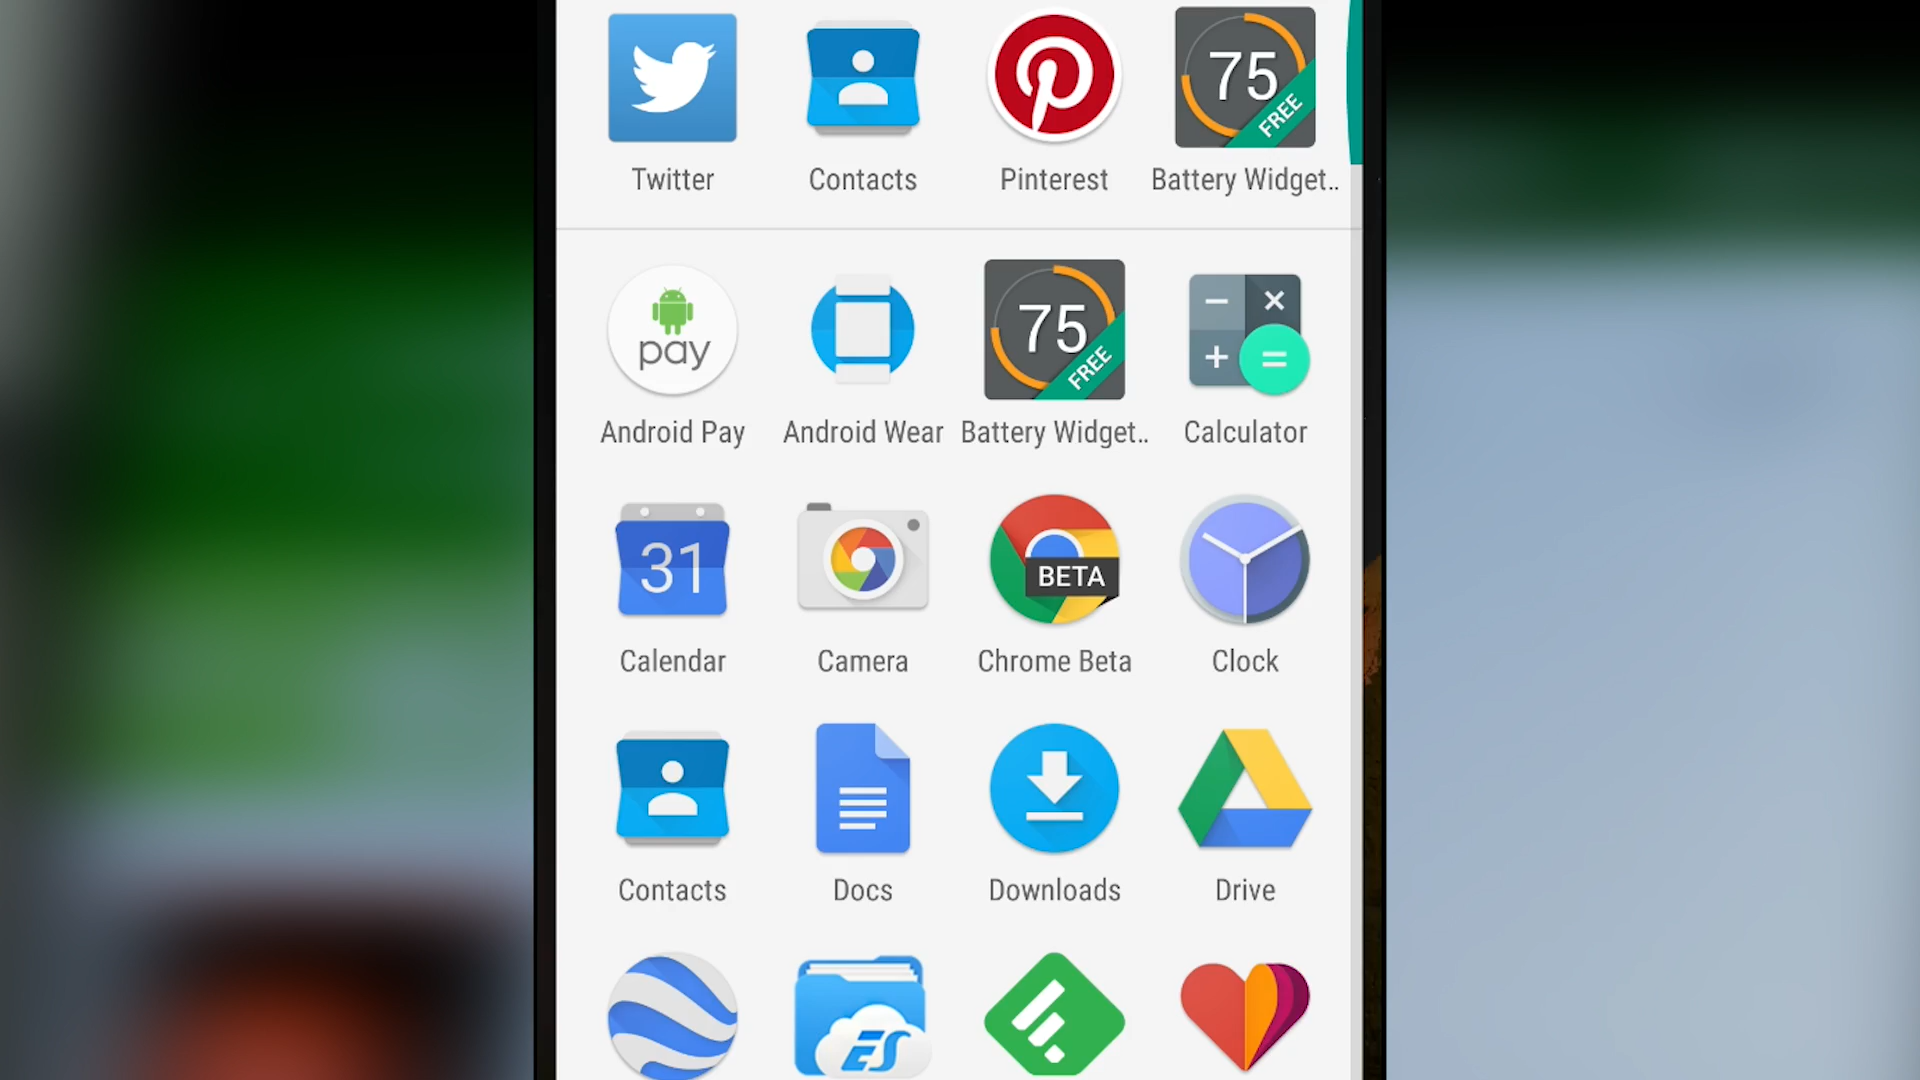 75
FREE
Twitter Contacts Pinterest Battery Widget..
pay
75
FREE
Android Pay Android Wear Battery Widget.. Calculator
31
BETA
Calendar Camera Chrome Beta Clock
Contacts Docs Downloads Drive
ES